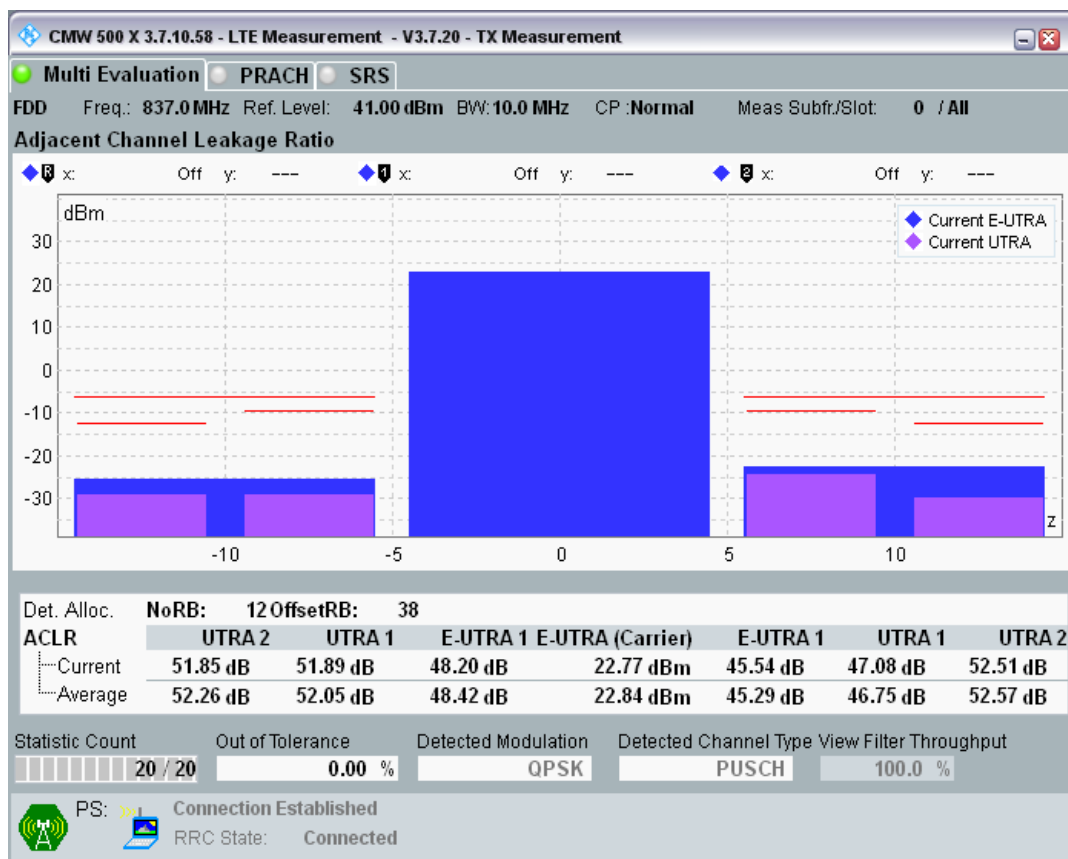 CMW 500 X 3.7.10.58 - LTE Measurement - V3.7.20 - TX Measurement
Multi Evaluation PRACH SRS
FDD Freq.: 837.0 MHz Ref. Level: 41.00 dBm BW: 10.0 MHz CP :Normal Meas Subfr./Slot: 0 / All
Adjacent Channel Leakage Ratio
R x: Off y: --- 1 x: Off y: --- 2 x: Off y: ---
dBm
Current E-UTRA
Current UTRA
30
20
10
0
-10
-20
-30
z
-10 -5 0 5 10
Det. Alloc. NoRB: 12 OffsetRB: 38
ACLR UTRA 2 UTRA 1 E-UTRA 1 E-UTRA (Carrier) E-UTRA 1 UTRA 1 UTRA 2
Current 51.85 dB 51.89 dB 48.20 dB 22.77 dBm 45.54 dB 47.08 dB 52.51 dB
Average 52.26 dB 52.05 dB 48.42 dB 22.84 dBm 45.29 dB 46.75 dB 52.57 dB
Statistic Count Out of Tolerance Detected Modulation Detected Channel Type View Filter Throughput
20 / 20 0.00 % QPSK PUSCH 100.0 %
PS: Connection Established
RRC State: Connected